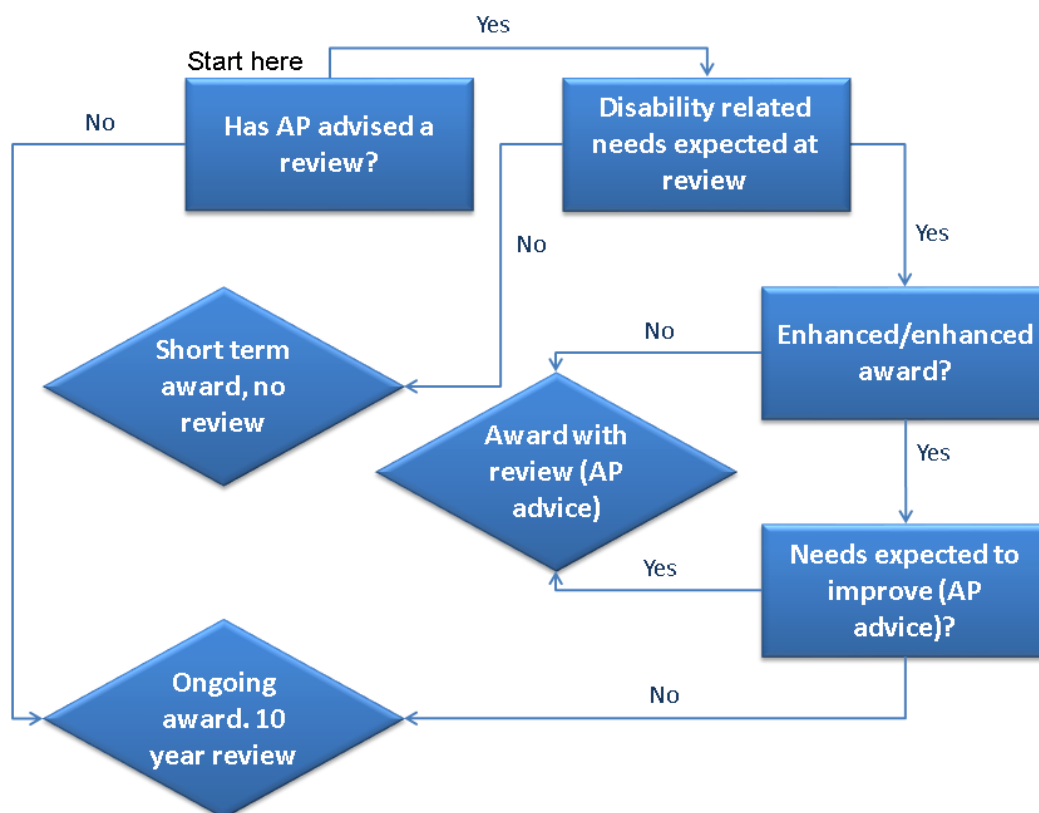 Yes
Start here
No
Has AP advised a
review?
Disability related
needs expected at
review
No
Yes
Short term
award, no
review
No
Enhanced/enhanced
award?
Award with
review (AP
advice)
Yes
Yes
Needs expected to
improve (AP
advice)?
Ongoing
award. 10
year review
No